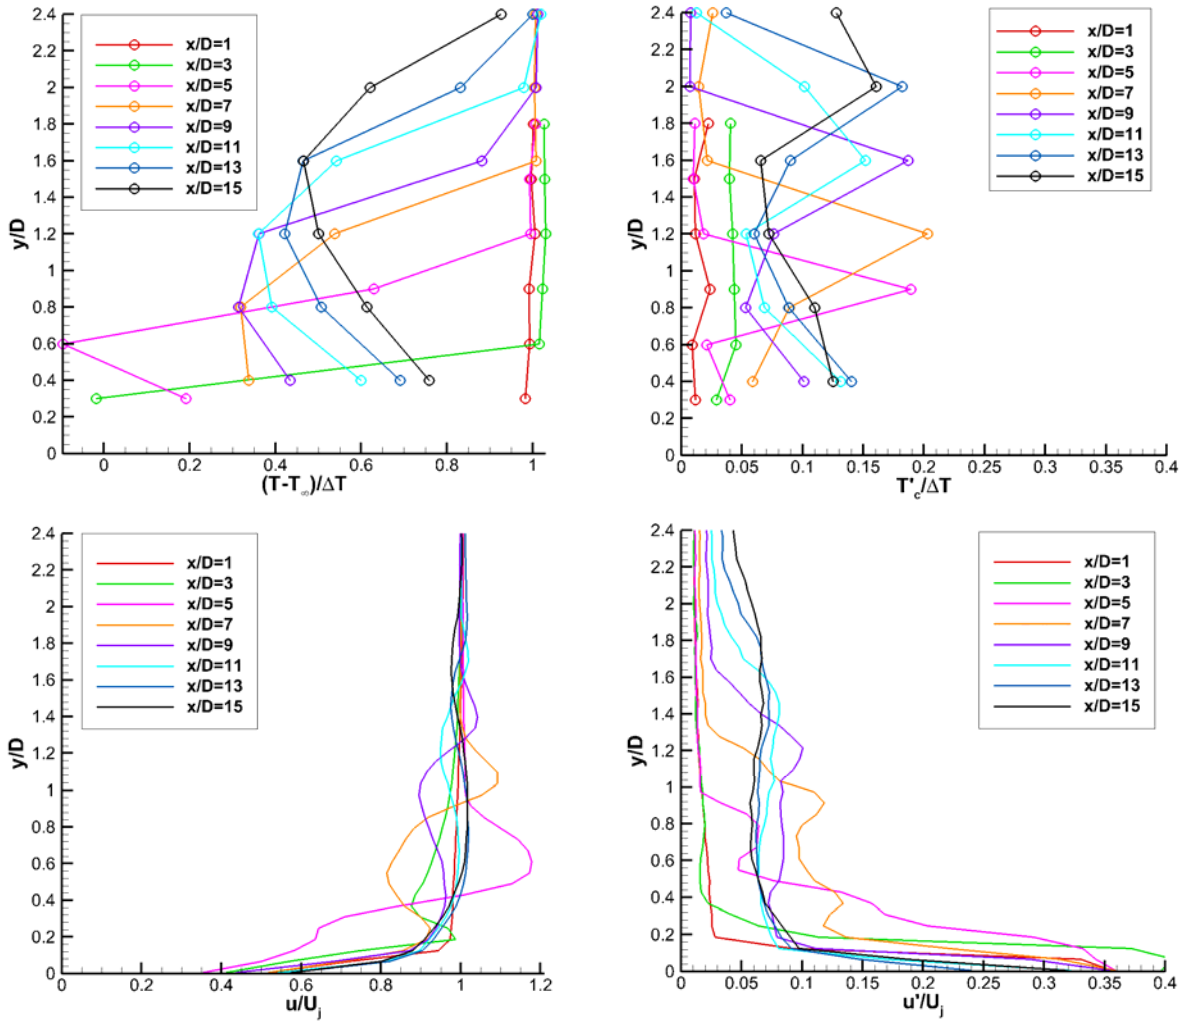 2.4
2.2
2
1.8
1.6
1.4
1.2
1
0.8
0.6
0.4
0.2
0
y/D
x/D=1
x/D=3
x/D=5
x/D=7
x/D=9
x/D=11
x/D=13
x/D=15
0 0.2 0.4 0.6 0.8 1
(T-T∞)/ΔT
2.4
2.2
2
1.8
1.6
1.4
1.2
1
0.8
0.6
0.4
0.2
0
y/D
x/D=1
x/D=3
x/D=5
x/D=7
x/D=9
x/D=11
x/D=13
x/D=15
0 0.05 0.1 0.15 0.2 0.25 0.3 0.35 0.4
T'c/ΔT
2.4
2.2
2
1.8
1.6
1.4
1.2
1
0.8
0.6
0.4
0.2
0
y/D
x/D=1
x/D=3
x/D=5
x/D=7
x/D=9
x/D=11
x/D=13
x/D=15
0 0.2 0.4 0.6 0.8 1 1.2
u/Uj
2.4
2.2
2
1.8
1.6
1.4
1.2
1
0.8
0.6
0.4
0.2
0
y/D
x/D=1
x/D=3
x/D=5
x/D=7
x/D=9
x/D=11
x/D=13
x/D=15
0 0.05 0.1 0.15 0.2 0.25 0.3 0.35 0.4
u'/Uj